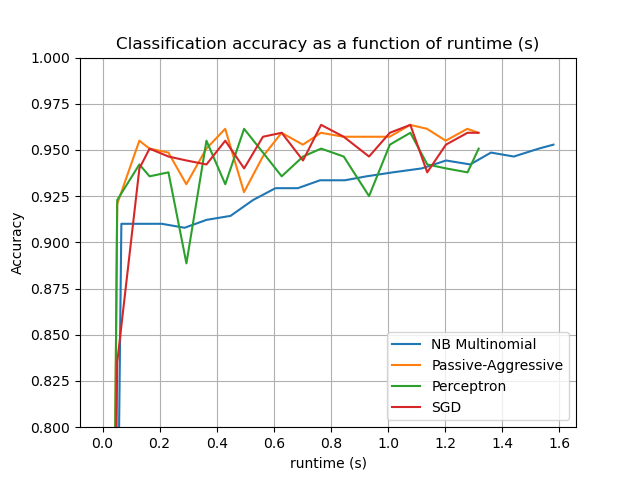 Classification accuracy as a function of runtime (s)
1.000
0.975
0.950
0.925
0.900
0.875
0.850
0.825
0.800
Accuracy
NB Multinomial
Passive-Aggressive
Perceptron
SGD
0.0 0.2 0.4 0.6 0.8 1.0 1.2 1.4 1.6
runtime (s)